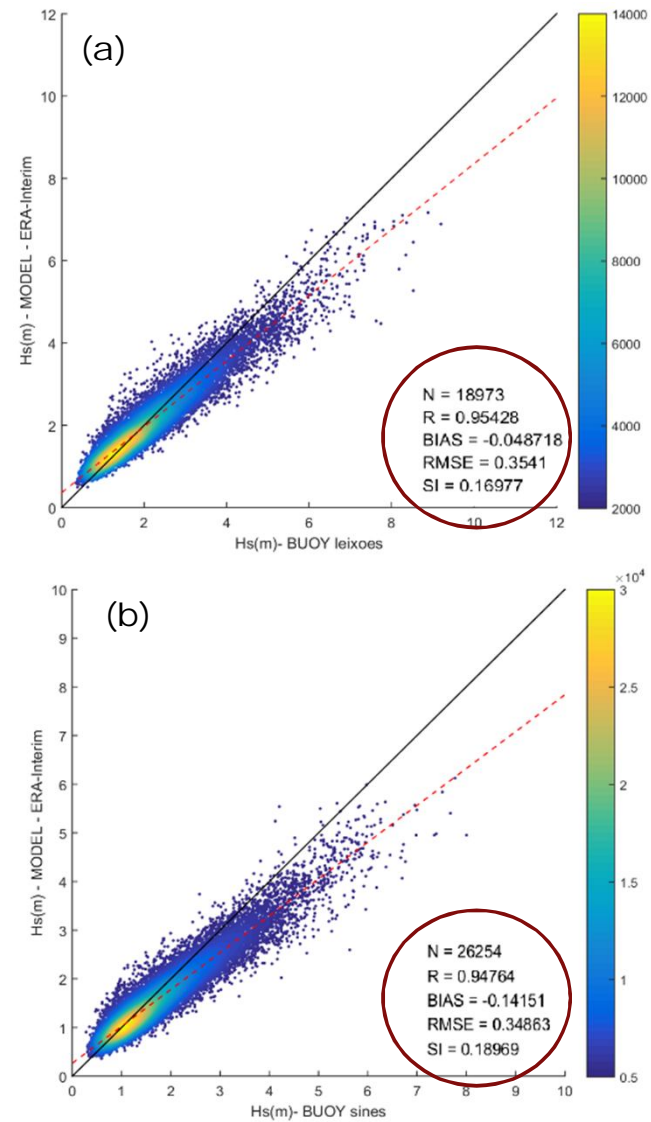 (a)
12
10
8
6
4
2
0
Hs(m) - MODEL - ERA-Interim
0 2 4 6 8 10 12
Hs(m)- BUOY leixoes
N = 18973
R = 0.95428
BIAS = -0.048718
RMSE = 0.3541
SI = 0.16977
14000
12000
10000
8000
6000
4000
2000
(b)
10
9
8
7
6
5
4
3
2
1
0
Hs(m) - MODEL - ERA-Interim
0 1 2 3 4 5 6 7 8 9 10
Hs(m)- BUOY sines
N = 26254
R = 0.94764
BIAS = -0.14151
RMSE = 0.34863
SI = 0.18969
×10⁴
3
2.5
2
1.5
1
0.5